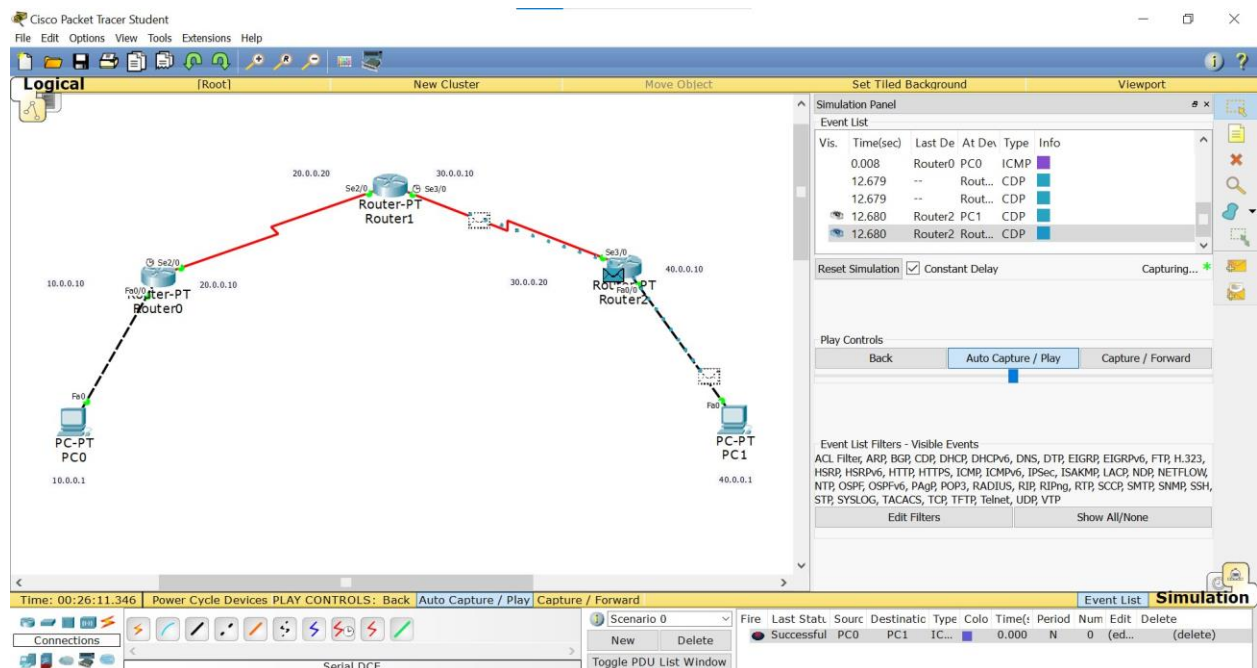 Cisco Packet Tracer Student
File Edit Options View Tools Extensions Help
Logical [Root] New Cluster Move Object Set Tiled Background Viewport
Simulation Panel
Event List
Vis. Time(sec) Last De At Dev Type Info
0.008 Router0 PC0 ICMP
12.679 -- Rout... CDP
12.679 -- Rout... CDP
12.680 Router2 PC1 CDP
12.680 Router2 Rout... CDP
Reset Simulation Constant Delay Capturing... *
Play Controls
Back Auto Capture / Play Capture / Forward
Event List Filters - Visible Events
ACL Filter, ARP, BGP, CDP, DHCP, DHCPv6, DNS, DTP, EIGRP, EIGRPv6, FTP, H.323,
HSRP, HSRPv6, HTTP, HTTPS, ICMP, ICMPv6, IPSec, ISAKMP, LACP, NDP, NETFLOW,
NTP, OSPF, OSPFv6, PAgP, POP3, RADIUS, RIP, RIPng, RTP, SCCP, SMTP, SNMP, SSH,
STP, SYSLOG, TACACS, TCP, TFTP, Telnet, UDP, VTP
Edit Filters Show All/None
20.0.0.20 30.0.0.10
Se2/0 Se3/0
Router-PT
Router1
Se2/0
Fa0/0
10.0.0.10 Router-PT 20.0.0.10
Router0
Se3/0
40.0.0.10
30.0.0.20 Router-PT
Fa0/0
Router2
Fa0
PC-PT
PC0
10.0.0.1
Fa0
PC-PT
PC1
40.0.0.1
Time: 00:26:11.346 Power Cycle Devices PLAY CONTROLS: Back Auto Capture / Play Capture / Forward Event List Simulation
Connections
Serial DCE
Scenario 0
New Delete
Toggle PDU List Window
Fire Last Statu Sourc Destinatic Type Colo Time(s Period Num Edit Delete
Successful PC0 PC1 IC... 0.000 N 0 (ed... (delete)